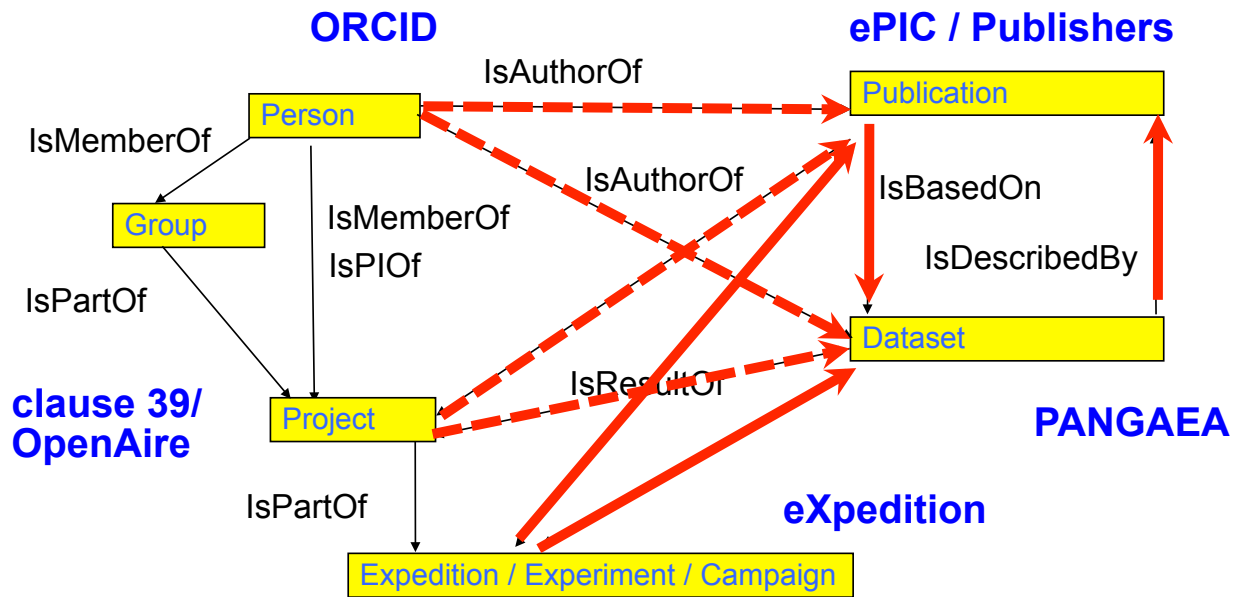 ORCID
ePIC / Publishers
IsAuthorOf
Publication
Person
IsMemberOf
IsAuthorOf
IsBasedOn
Group
IsMemberOf
IsPIOf
IsDescribedBy
IsPartOf
Dataset
IsResultOf
clause 39/
OpenAire
Project
PANGAEA
IsPartOf
eXpedition
Expedition / Experiment / Campaign